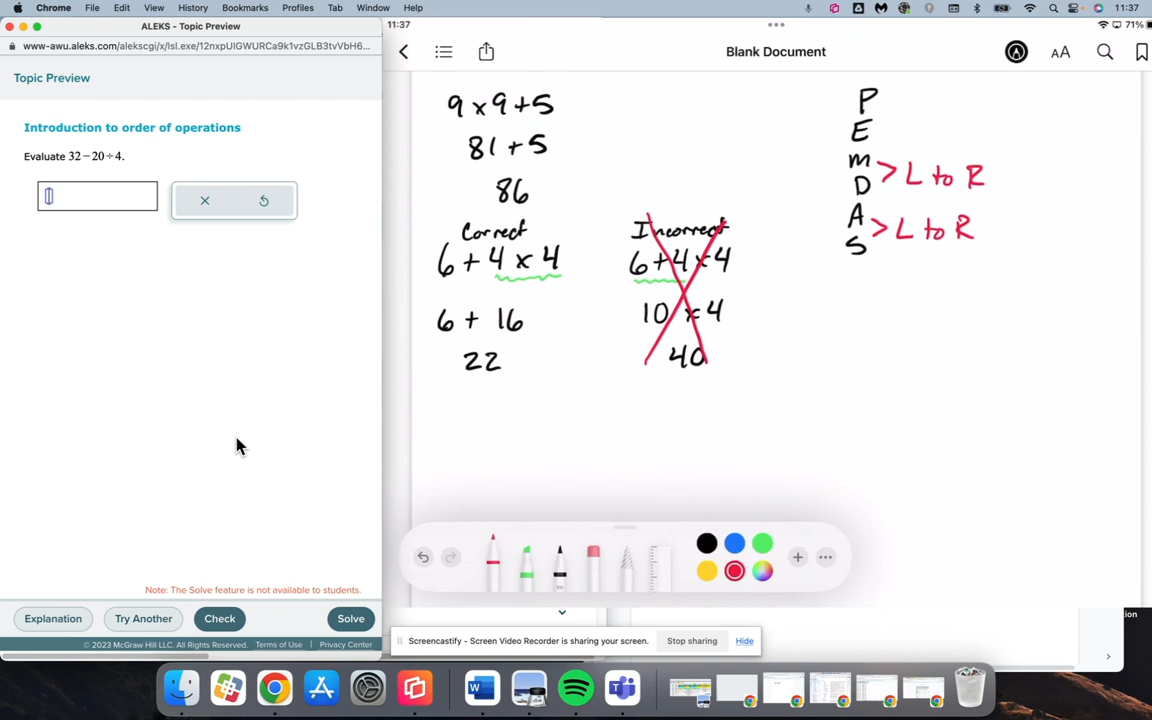 Chrome File Edit View History Bookmarks Profiles Tab Window Help 11:37
ALEKS - Topic Preview
www-awu.aleks.com/alekscgi/x/Isl.exe/12nxpUIGWURCa9k1vzGLB3tvVbH6...
Topic Preview
Introduction to order of operations
Evaluate 32 − 20 ÷ 4.
Note: The Solve feature is not available to students.
Explanation Try Another Check Solve
© 2023 McGraw Hill LLC. All Rights Reserved. Terms of Use Privacy Center
11:37 71%
Blank Document
AA
9 x 9 + 5
81 + 5
86
Correct
6 + 4 x 4
6 + 16
22
Incorrect
6 + 4 x 4
10 x 4
40
P
E
M
D
> L to R
A
S
> L to R
tion
Screencastify - Screen Video Recorder is sharing your screen. Stop sharing Hide